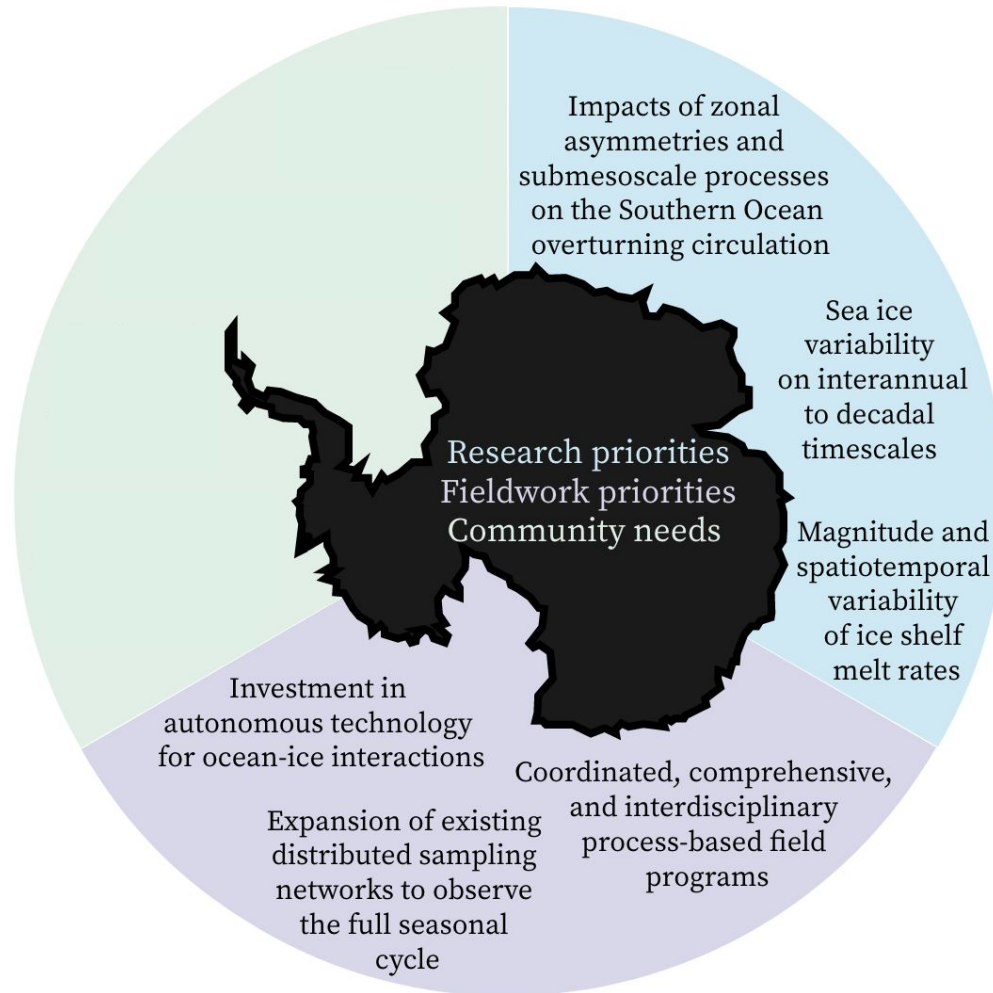 Impacts of zonal
asymmetries and
submesoscale processes
on the Southern Ocean
overturning circulation
Sea ice
variability
on interannual
to decadal
timescales
Magnitude and
spatiotemporal
variability
of ice shelf
melt rates
Research priorities
Fieldwork priorities
Community needs
Investment in
autonomous technology
for ocean-ice interactions
Coordinated, comprehensive,
and interdisciplinary
process-based field
programs
Expansion of existing
distributed sampling
networks to observe
the full seasonal
cycle